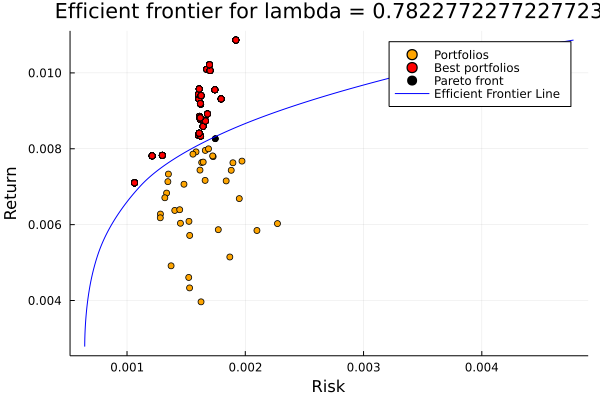 Efficient frontier for lambda = 0.7822772277227723
Portfolios
Best portfolios
Pareto front
Efficient Frontier Line
Return
0.010
0.008
0.006
0.004
0.001 0.002 0.003 0.004
Risk